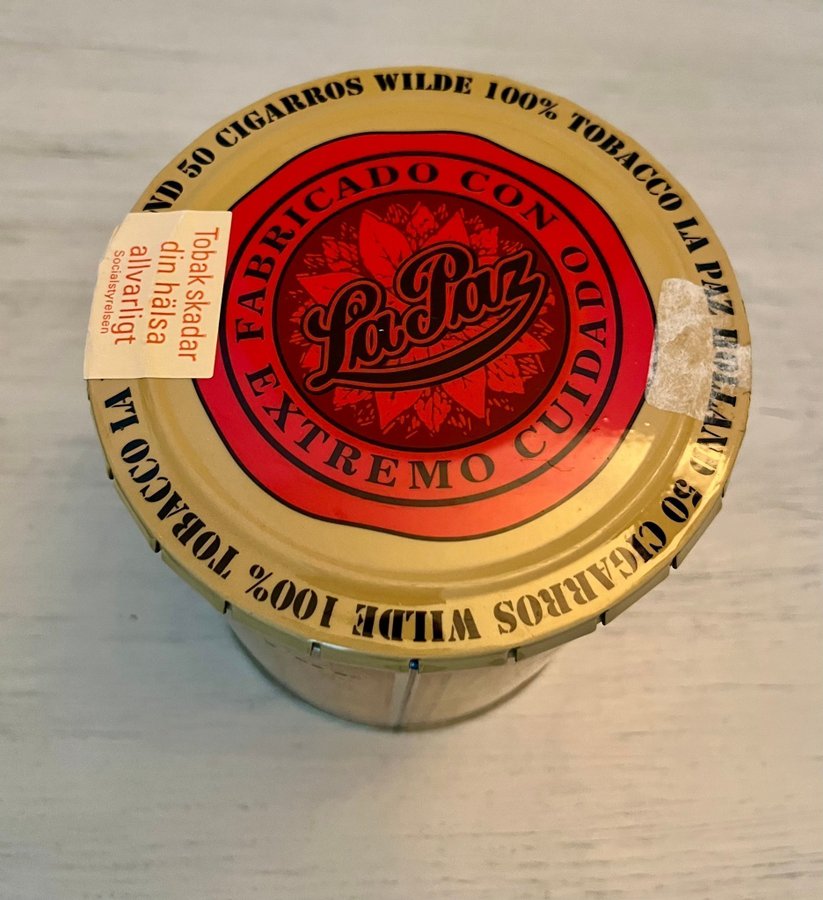 50 CIGARROS WILDE 100% TOBACCO LA PAZ HOLLAND 50 CIGARROS WILDE 100% TOBACCO LA
FABRICADO CON EXTREMO CUIDADO
La Paz
Tobak skadar
din hälsa
allvarligt
Socialstyrelsen